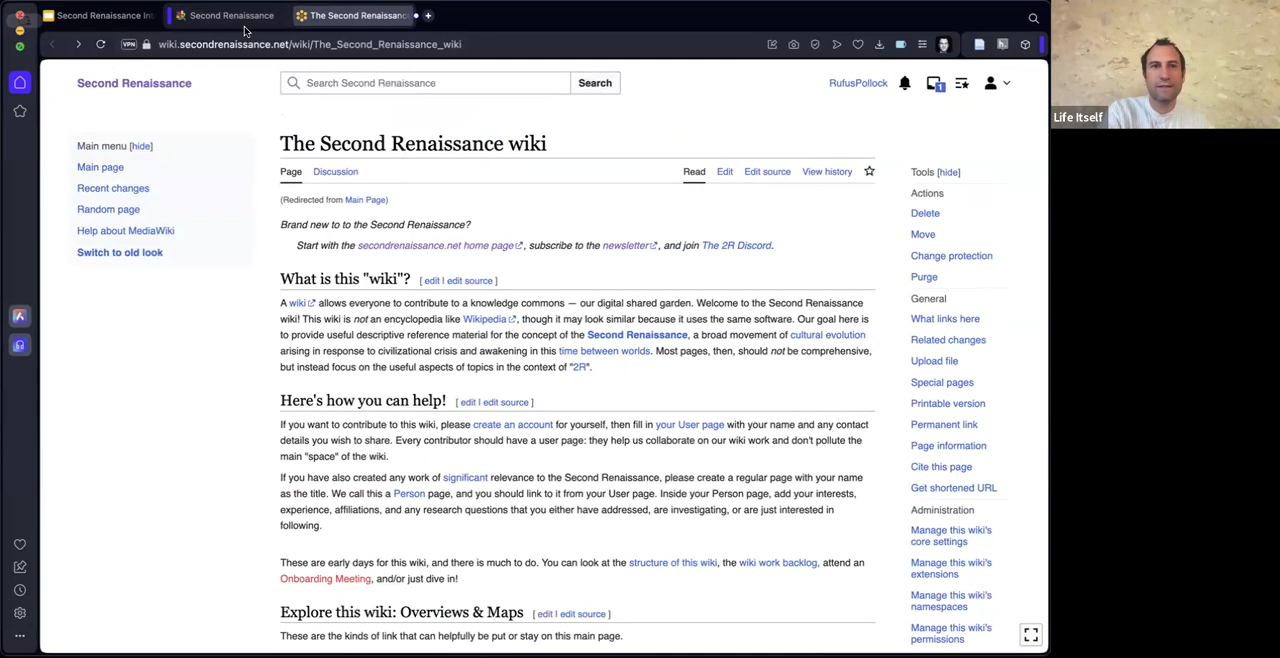 Second Renaissance Int
Second Renaissance
The Second Renaissanc
VPN
wiki.secondrenaissance.net/wiki/The_Second_Renaissance_wiki
Second Renaissance
Search Second Renaissance
Search
RufusPollock
1
Life Itself
Main menu [hide]
Main page
Recent changes
Random page
Help about MediaWiki
Switch to old look
The Second Renaissance wiki
Page
Discussion
Read
Edit
Edit source
View history
(Redirected from Main Page)
Brand new to to the Second Renaissance?
Start with the secondrenaissance.net home page, subscribe to the newsletter, and join The 2R Discord.
What is this "wiki"? [ edit | edit source ]
A wiki allows everyone to contribute to a knowledge commons — our digital shared garden. Welcome to the Second Renaissance
wiki! This wiki is not an encyclopedia like Wikipedia, though it may look similar because it uses the same software. Our goal here is
to provide useful descriptive reference material for the concept of the Second Renaissance, a broad movement of cultural evolution
arising in response to civilizational crisis and awakening in this time between worlds. Most pages, then, should not be comprehensive,
but instead focus on the useful aspects of topics in the context of "2R".
Here's how you can help! [ edit | edit source ]
If you want to contribute to this wiki, please create an account for yourself, then fill in your User page with your name and any contact
details you wish to share. Every contributor should have a user page: they help us collaborate on our wiki work and don't pollute the
main "space" of the wiki.
If you have also created any work of significant relevance to the Second Renaissance, please create a regular page with your name
as the title. We call this a Person page, and you should link to it from your User page. Inside your Person page, add your interests,
experience, affiliations, and any research questions that you either have addressed, are investigating, or are just interested in
following.
These are early days for this wiki, and there is much to do. You can look at the structure of this wiki, the wiki work backlog, attend an
Onboarding Meeting, and/or just dive in!
Explore this wiki: Overviews & Maps [ edit | edit source ]
These are the kinds of link that can helpfully be put or stay on this main page.
Tools [hide]
Actions
Delete
Move
Change protection
Purge
General
What links here
Related changes
Upload file
Special pages
Printable version
Permanent link
Page information
Cite this page
Get shortened URL
Administration
Manage this wiki's
core settings
Manage this wiki's
extensions
Manage this wiki's
namespaces
Manage this wiki's
permissions